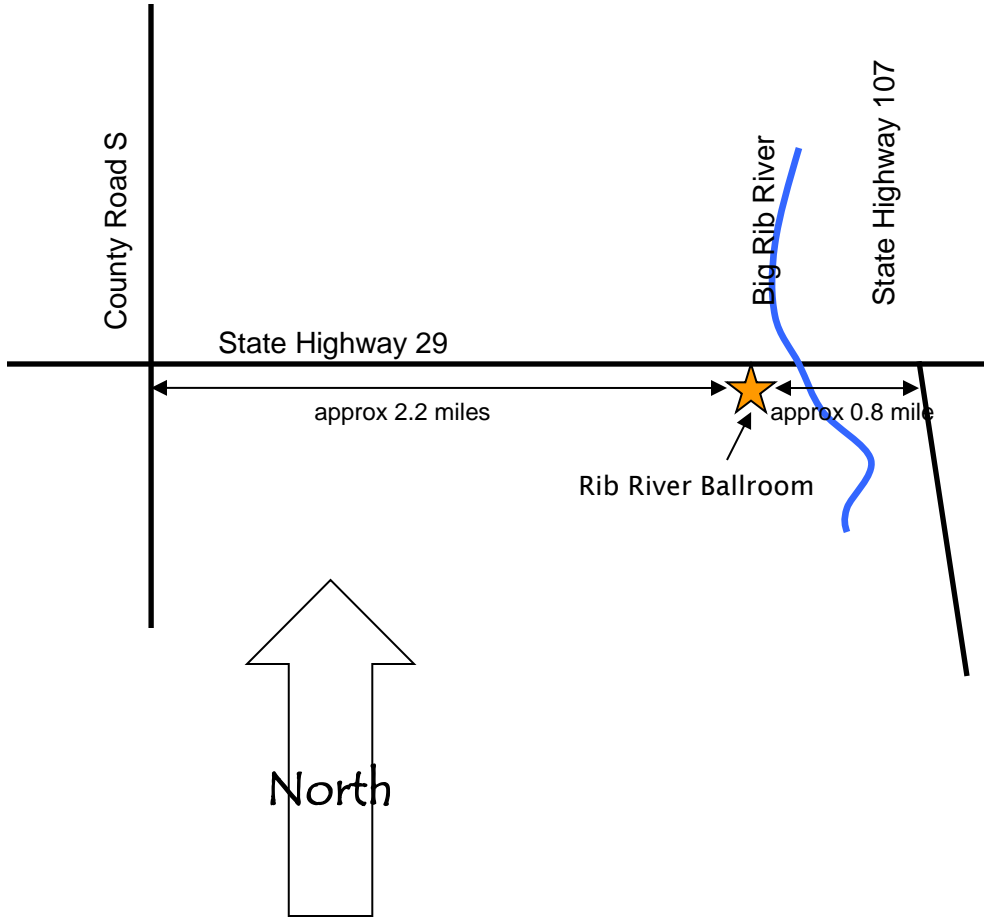 County Road S
Big Rib River
State Highway 107
State Highway 29
approx 2.2 miles
approx 0.8 mile
Rib River Ballroom
North